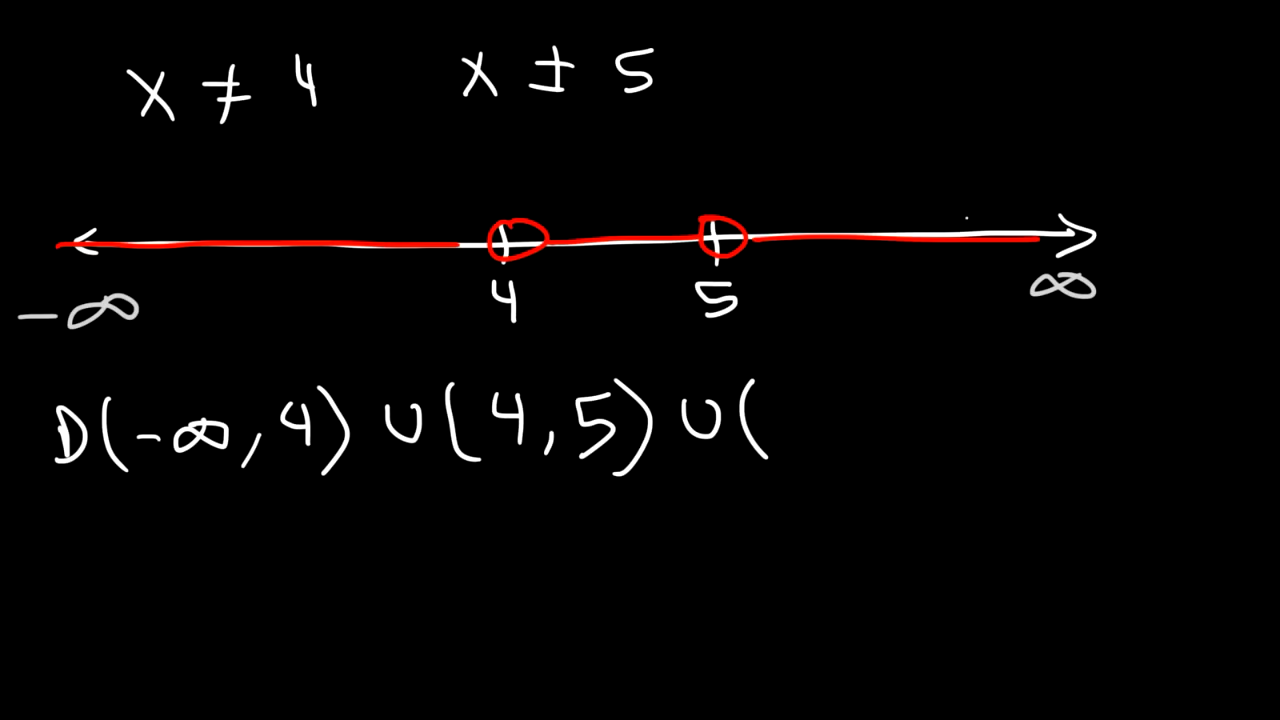 x ≠ 4 x ± 5
4 5
-∞ ∞
D(-∞, 4) ∪ (4, 5) ∪ (